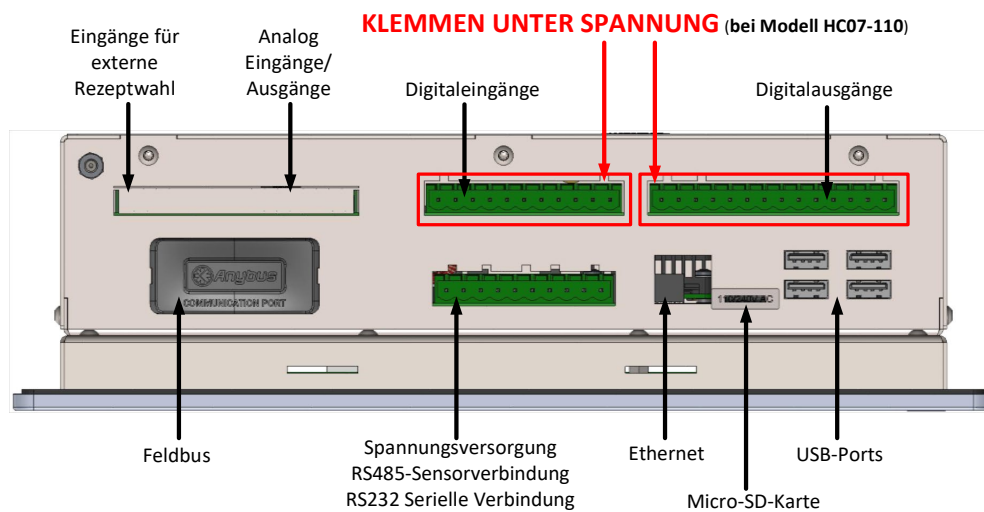 KLEMMEN UNTER SPANNUNG (bei Modell HC07-110)
Eingänge für
externe
Rezeptwahl
Analog
Eingänge/
Ausgänge
Digitaleingänge
Digitalausgänge
Anybus
COMMUNICATION PORT
Feldbus
Spannungsversorgung
RS485-Sensorverbindung
RS232 Serielle Verbindung
Ethernet
Micro-SD-Karte
USB-Ports